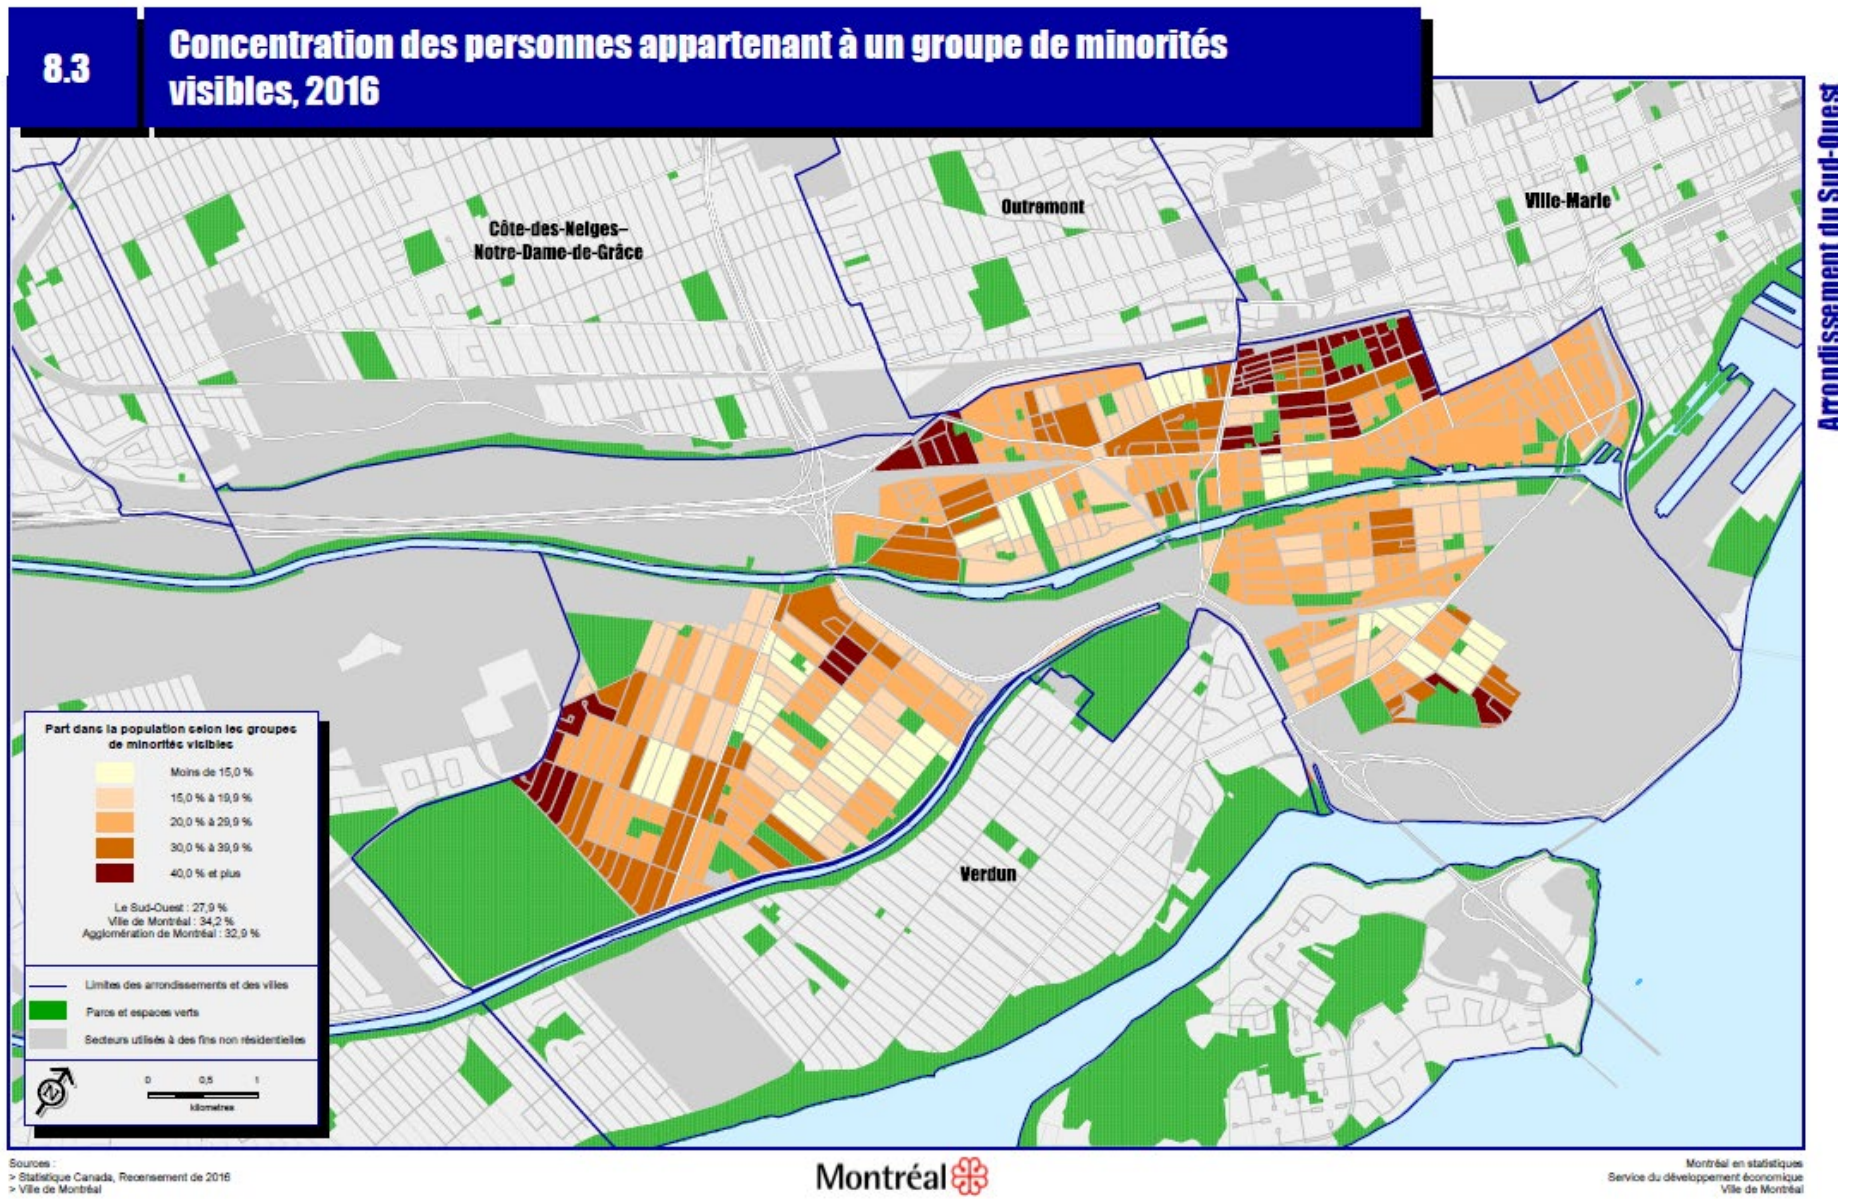 8.3
Concentration des personnes appartenant à un groupe de minorités
visibles, 2016
Arrondissement du Sud-Ouest
Côte-des-Neiges–
Notre-Dame-de-Grâce
Outremont
Ville-Marie
Verdun
Part dans la population selon les groupes
de minorités visibles
Moins de 15,0 %
15,0 % à 19,9 %
20,0 % à 29,9 %
30,0 % à 39,9 %
40,0 % et plus
Le Sud-Ouest : 27,9 %
Ville de Montréal : 34,2 %
Agglomération de Montréal : 32,9 %
Limites des arrondissements et des villes
Parcs et espaces verts
Secteurs utilisés à des fins non résidentielles
N
0 0,5 1
kilometres
Sources :
> Statistique Canada, Recensement de 2016
> Ville de Montréal
Montréal
Montréal en statistiques
Service du développement économique
Ville de Montréal